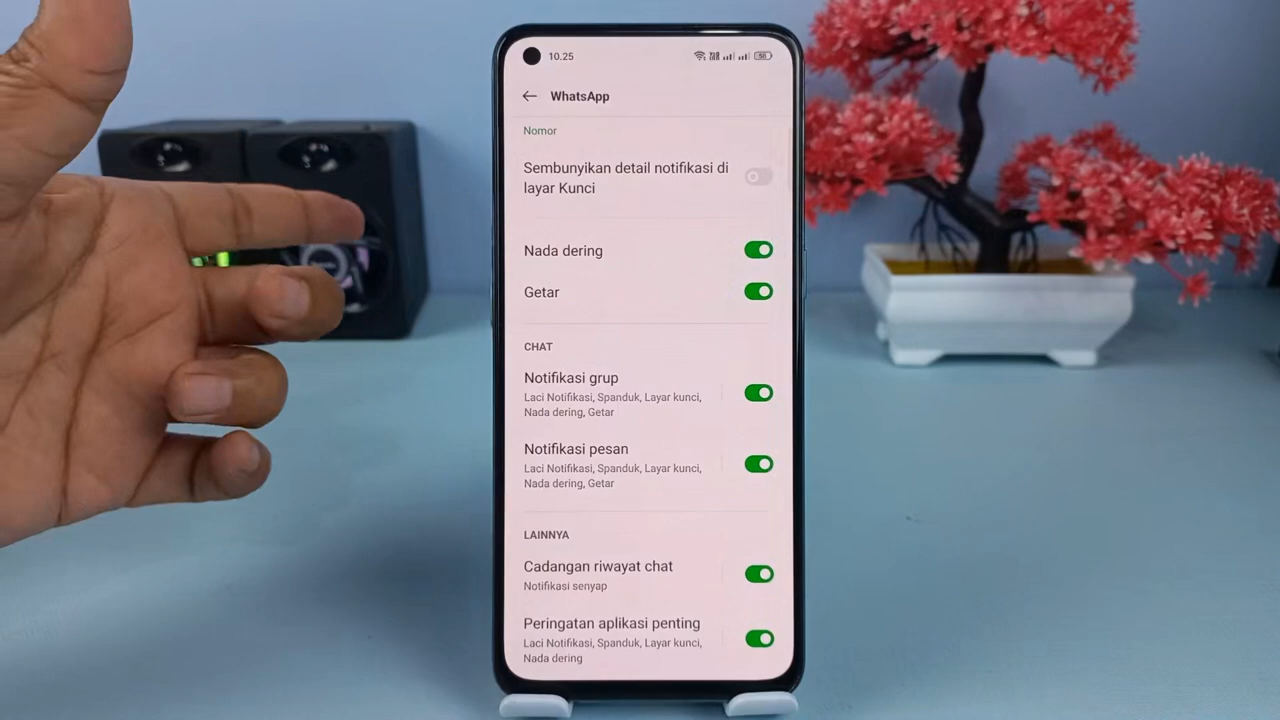 10.25
58
WhatsApp
Nomor
Sembunyikan detail notifikasi di
layar Kunci
Nada dering
Getar
CHAT
Notifikasi grup
Laci Notifikasi, Spanduk, Layar kunci,
Nada dering, Getar
Notifikasi pesan
Laci Notifikasi, Spanduk, Layar kunci,
Nada dering, Getar
LAINNYA
Cadangan riwayat chat
Notifikasi senyap
Peringatan aplikasi penting
Laci Notifikasi, Spanduk, Layar kunci,
Nada dering